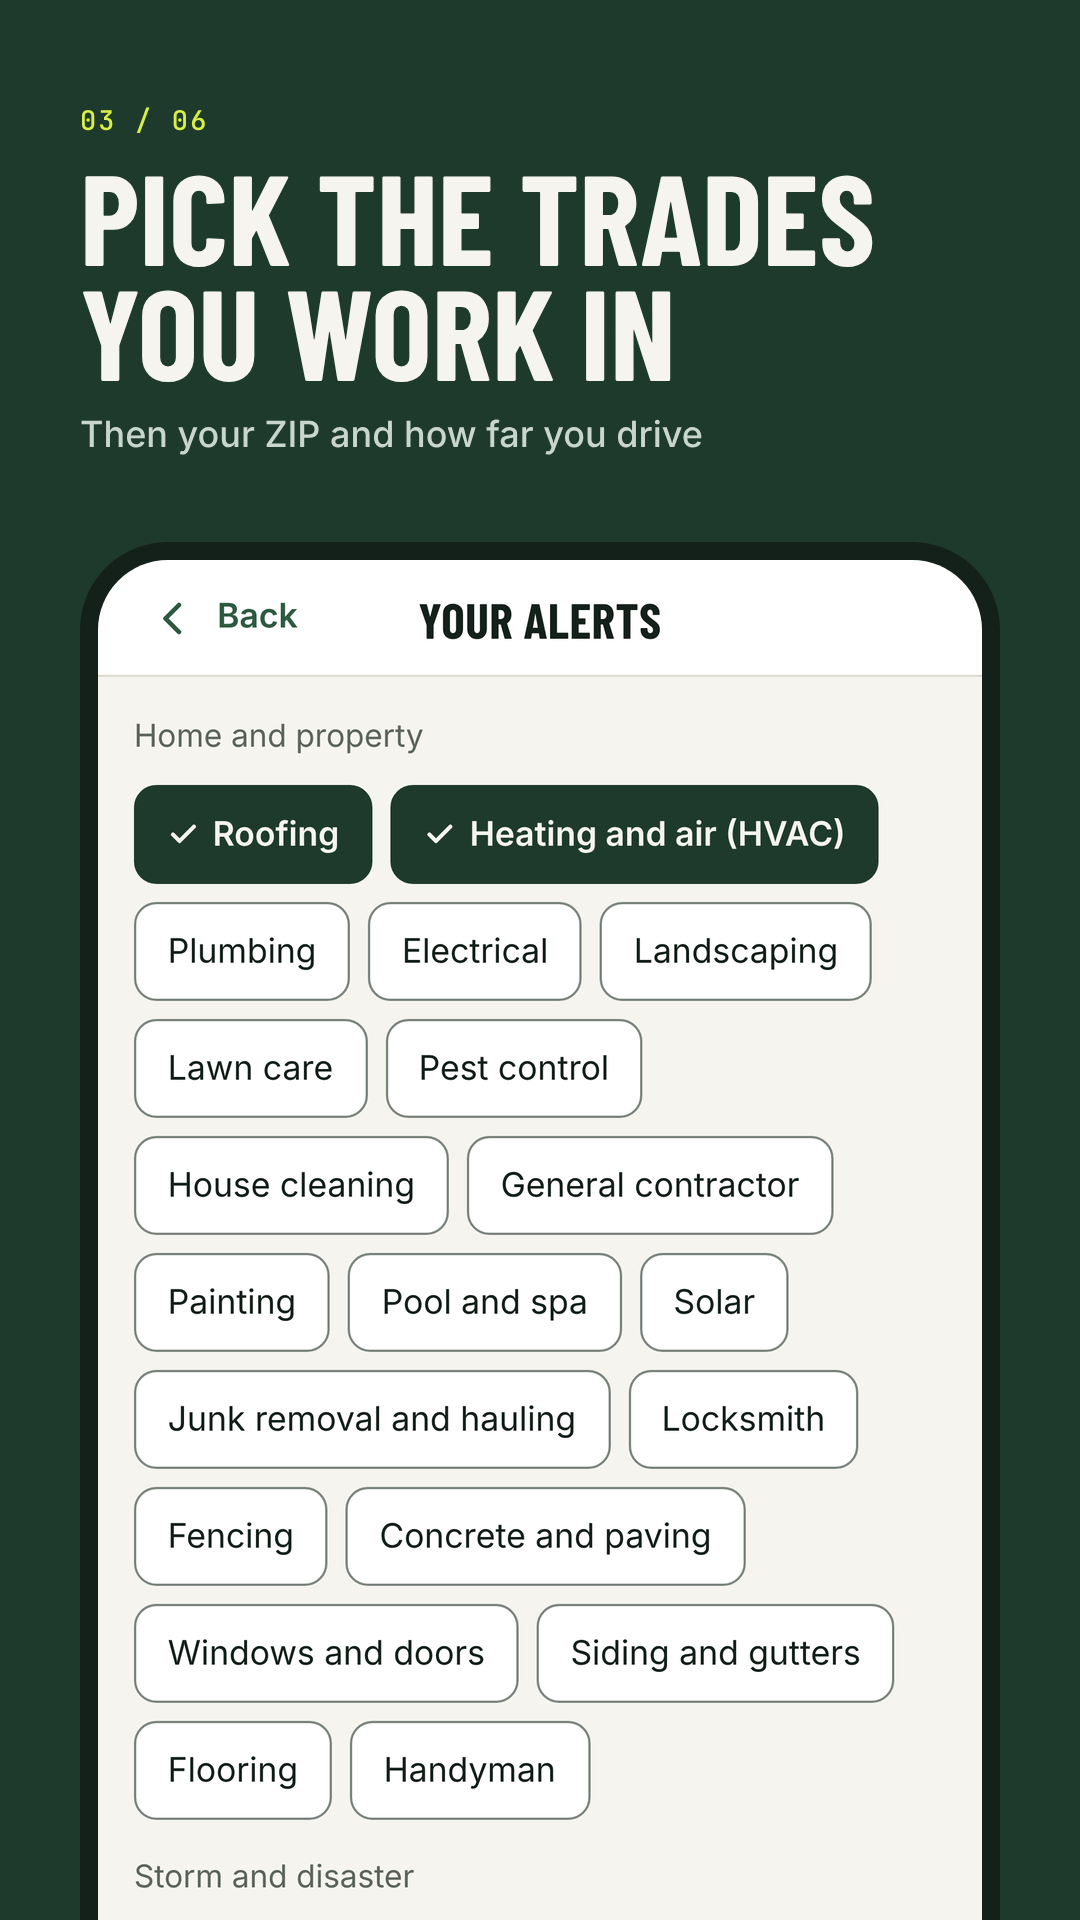 03 / 06
PICK THE TRADES
YOU WORK IN
Then your ZIP and how far you drive
Back YOUR ALERTS
Home and property
Roofing Heating and air (HVAC)
Plumbing Electrical Landscaping
Lawn care Pest control
House cleaning General contractor
Painting Pool and spa Solar
Junk removal and hauling Locksmith
Fencing Concrete and paving
Windows and doors Siding and gutters
Flooring Handyman
Storm and disaster